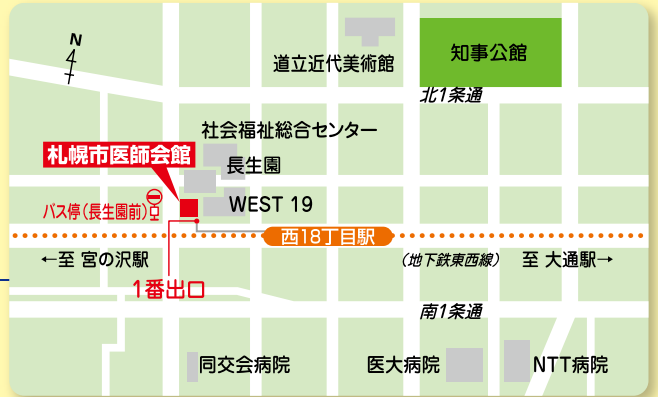 N
道立近代美術館
知事公館
北1条通
社会福祉総合センター
札幌市医師会館
長生園
バス停（長生園前）
WEST 19
西18丁目駅
←至 宮の沢駅
（地下鉄東西線）
至 大通駅→
1番出口
南1条通
同交会病院
医大病院
NTT病院